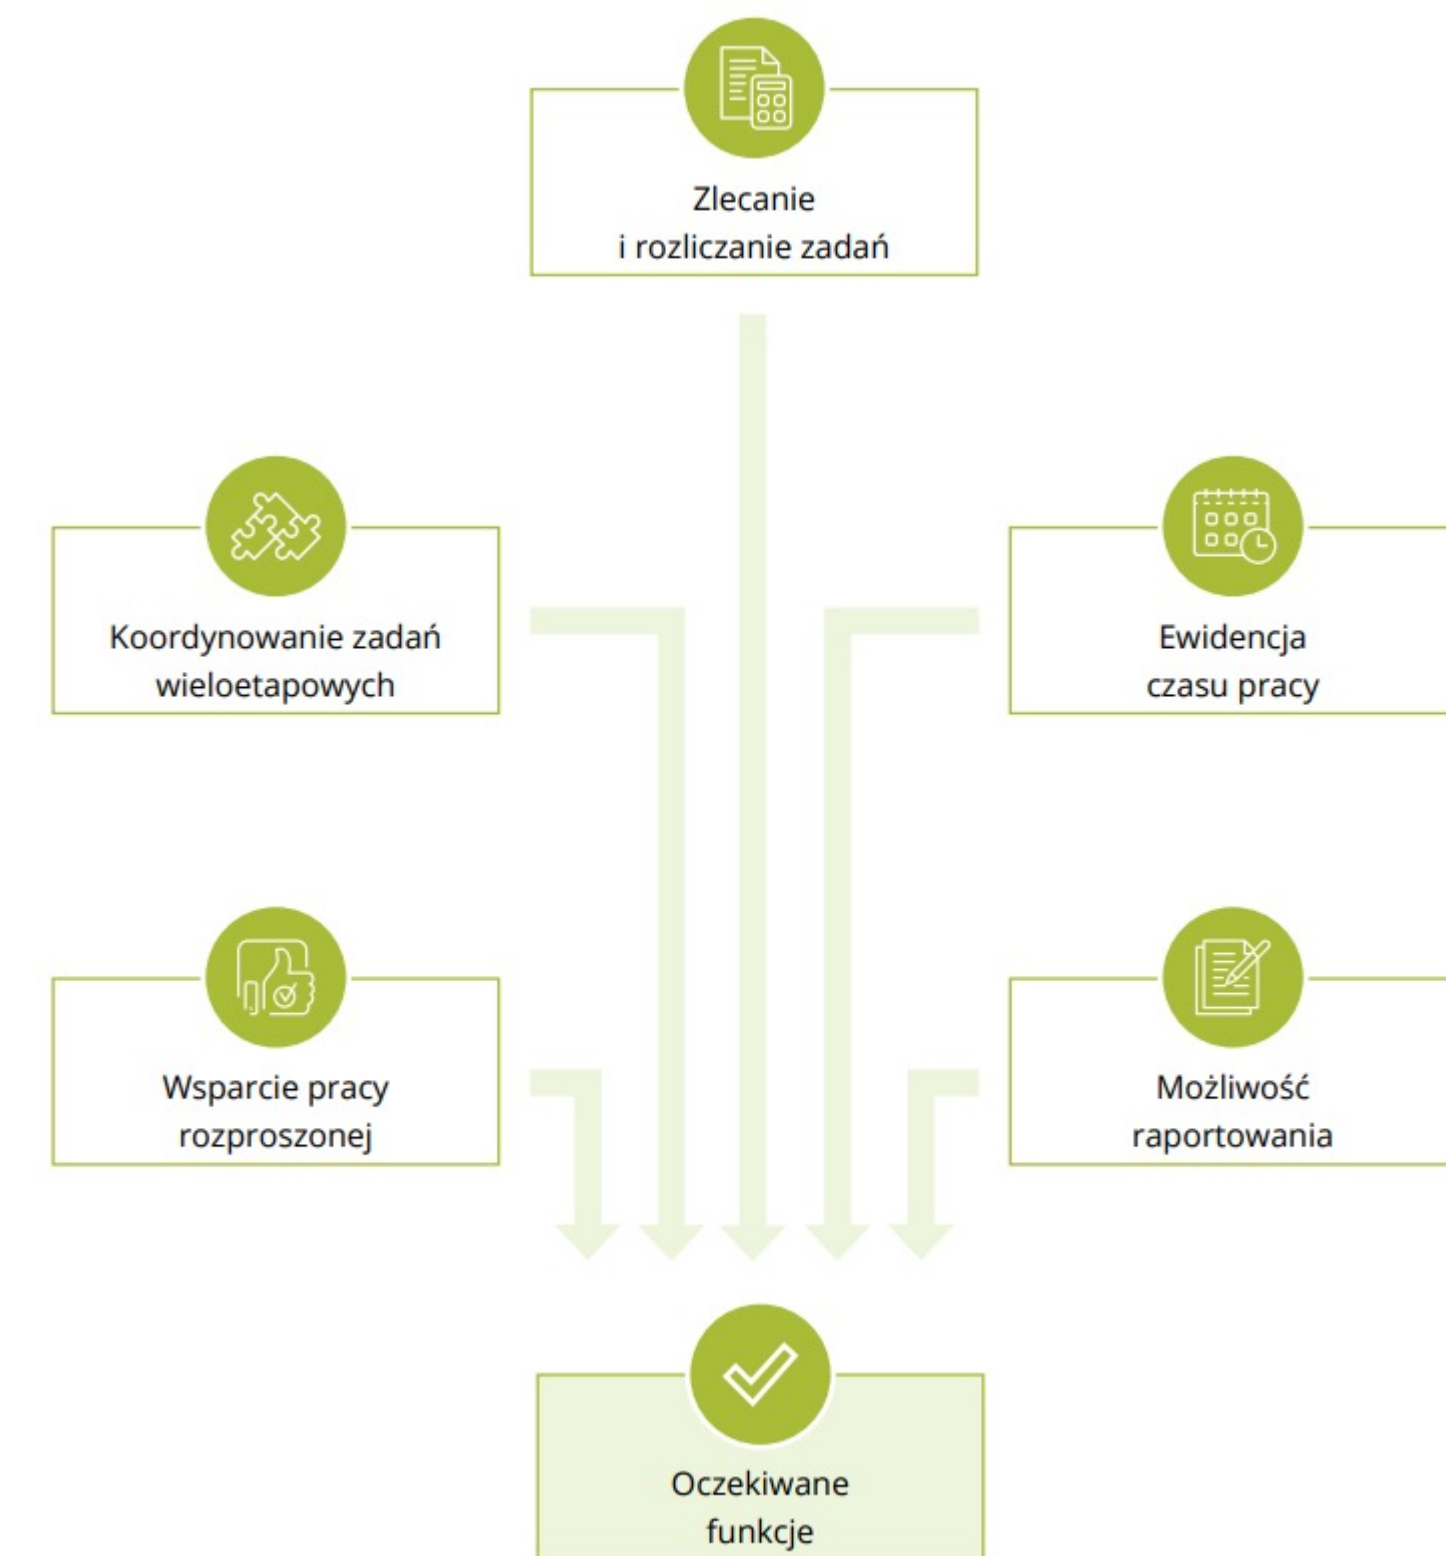 Zlecanie
i rozliczanie zadań
Koordynowanie zadań
wieloetapowych
Ewidencja
czasu pracy
Wsparcie pracy
rozproszonej
Możliwość
raportowania
Oczekiwane
funkcje